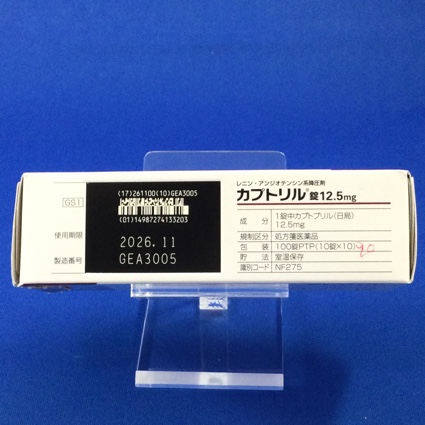 (17)261100(10)GEA3005
(01)14987274133203
GS1
使用期限
2026.11
製造番号
GEA3005
レニン・アンジオテンシン系降圧剤
カプトリル®錠12.5mg
成 分 1錠中カプトプリル(日局)
12.5mg
規制区分 処方箋医薬品
包 装 100錠PTP(10錠×10) 90
貯 法 室温保存
識別コード NF275